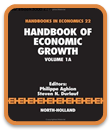 HANDBOOKS IN ECONOMICS 22
HANDBOOK OF
ECONOMIC
GROWTH
VOLUME 1A
Editors:
Philippe Aghion
Steven N. Durlauf
NORTH-HOLLAND